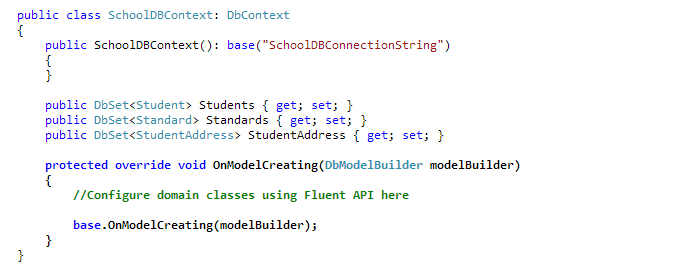 public class SchoolDBContext: DbContext
{
    public SchoolDBContext(): base("SchoolDBConnectionString")
    {
    }
    public DbSet<Student> Students { get; set; }
    public DbSet<Standard> Standards { get; set; }
    public DbSet<StudentAddress> StudentAddress { get; set; }
    protected override void OnModelCreating(DbModelBuilder modelBuilder)
    {
        //Configure domain classes using Fluent API here
        base.OnModelCreating(modelBuilder);
    }
}